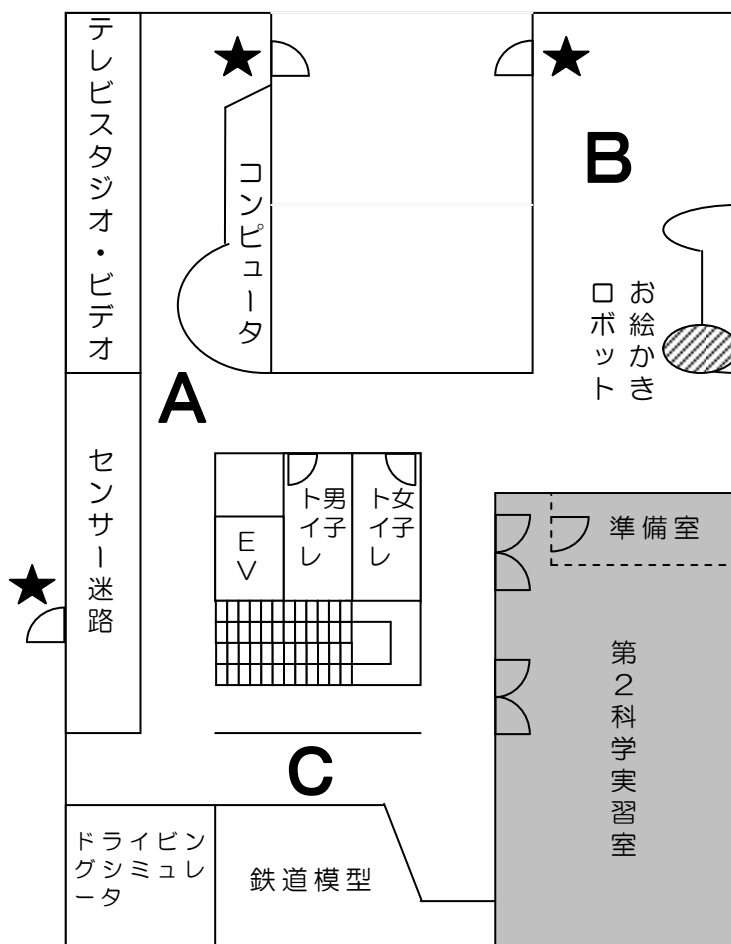 テレビスタジオ・ビデオ
★
★
コンピュータ
B
お絵かき
ロボット
A
センサー迷路
★
男子
トイレ
女子
トイレ
EV
準備室
第2科学実習室
C
ドライビン
グシミュレ
ータ
鉄道模型